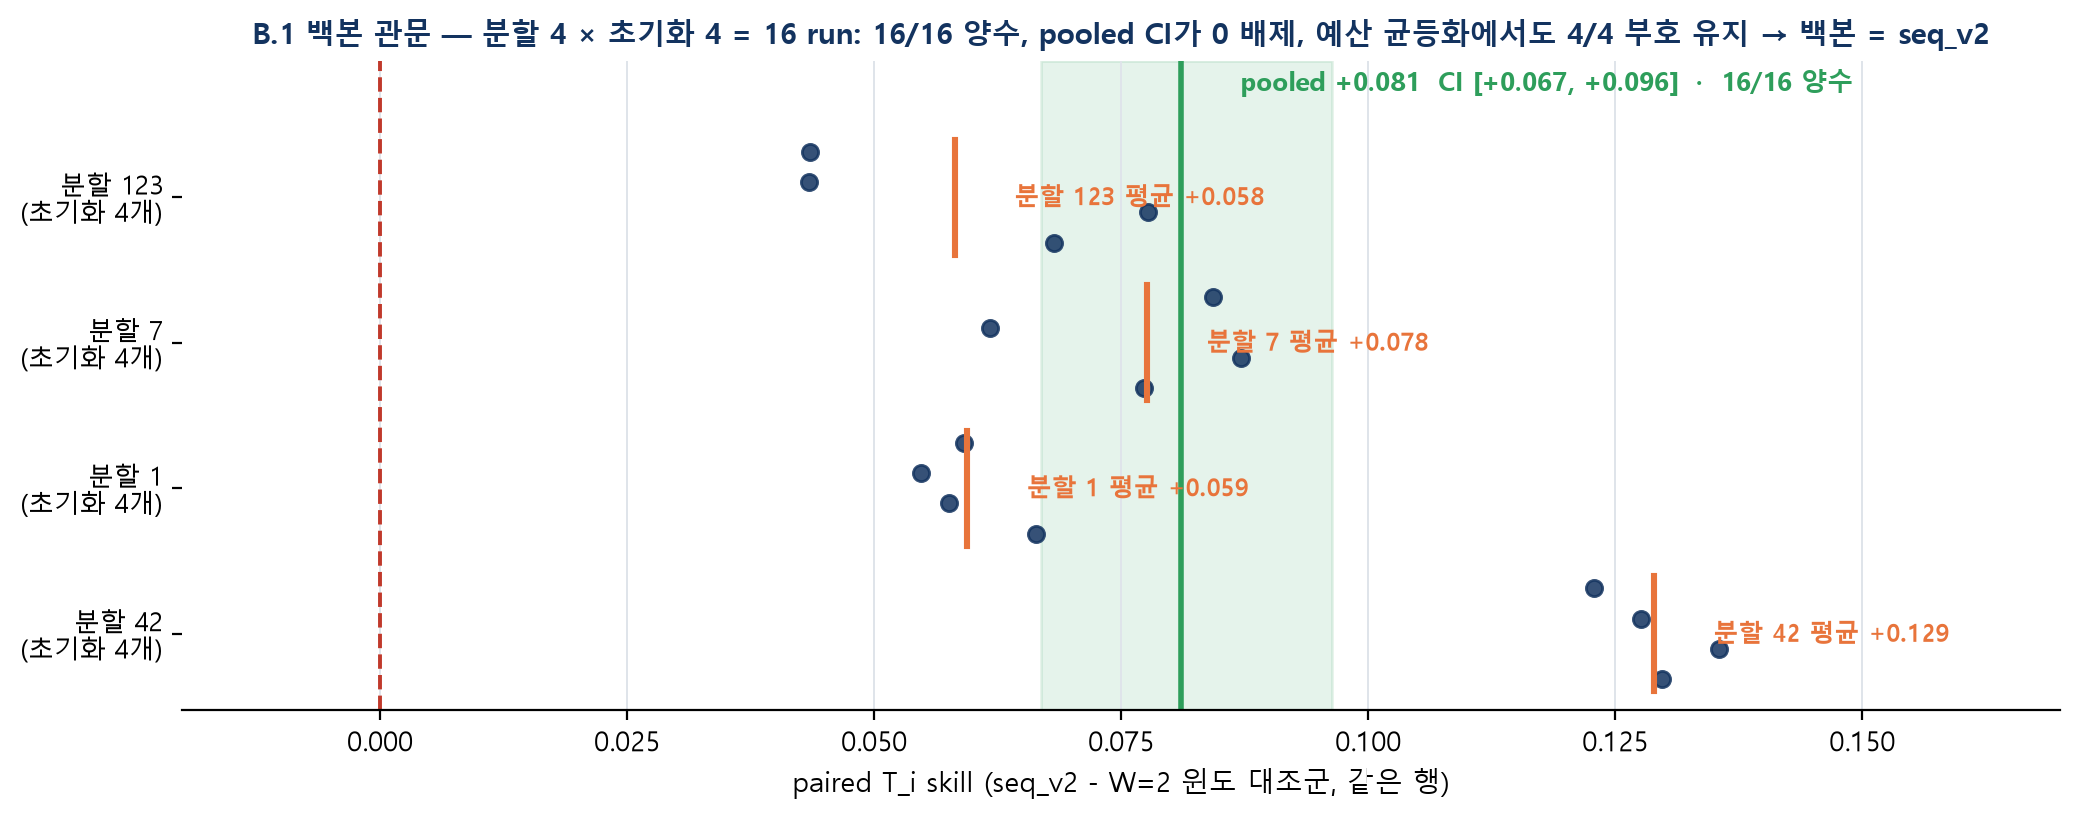 B.1 백본 관문 — 분할 4 × 초기화 4 = 16 run: 16/16 양수, pooled CI가 0 배제, 예산 균등화에서도 4/4 부호 유지 → 백본 = seq_v2
pooled +0.081 CI [+0.067, +0.096] · 16/16 양수
분할 123
(초기화 4개)
분할 123 평균 +0.058
분할 7
(초기화 4개)
분할 7 평균 +0.078
분할 1
(초기화 4개)
분할 1 평균 +0.059
분할 42
(초기화 4개)
분할 42 평균 +0.129
0.000 0.025 0.050 0.075 0.100 0.125 0.150
paired T_i skill (seq_v2 - W=2 윈도 대조군, 같은 행)